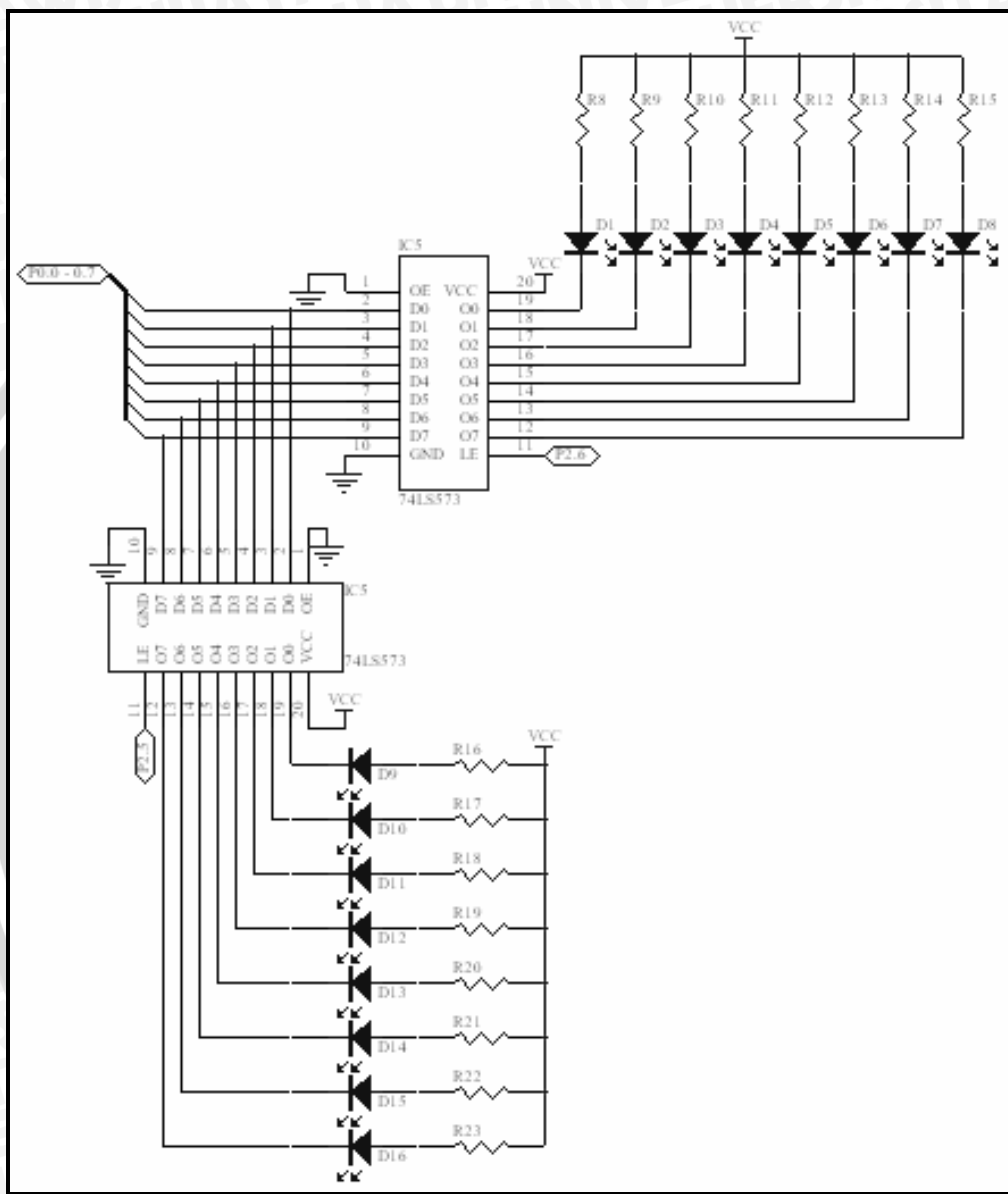 VCC
R8 R9 R10 R11 R12 R13 R14 R15
D1 D2 D3 D4 D5 D6 D7 D8
IC5
VCC
P0.0 - 0.7
1 OE VCC 20
2 D0 O0 19
3 D1 O1 18
4 D2 O2 17
5 D3 O3 16
6 D4 O4 15
7 D5 O5 14
8 D6 O6 13
9 D7 O7 12
10 GND LE 11
P2.6
74LS573
10 9 8 7 6 5 4 3 2 1
IC5
GND D7 D6 D5 D4 D3 D2 D1 D0 OE
LE O7 O6 O5 O4 O3 O2 O1 O0 VCC
74LS573
11 12 13 14 15 16 17 18 19 20
VCC
P2.5
VCC
R16
D9
R17
D10
R18
D11
R19
D12
R20
D13
R21
D14
R22
D15
R23
D16